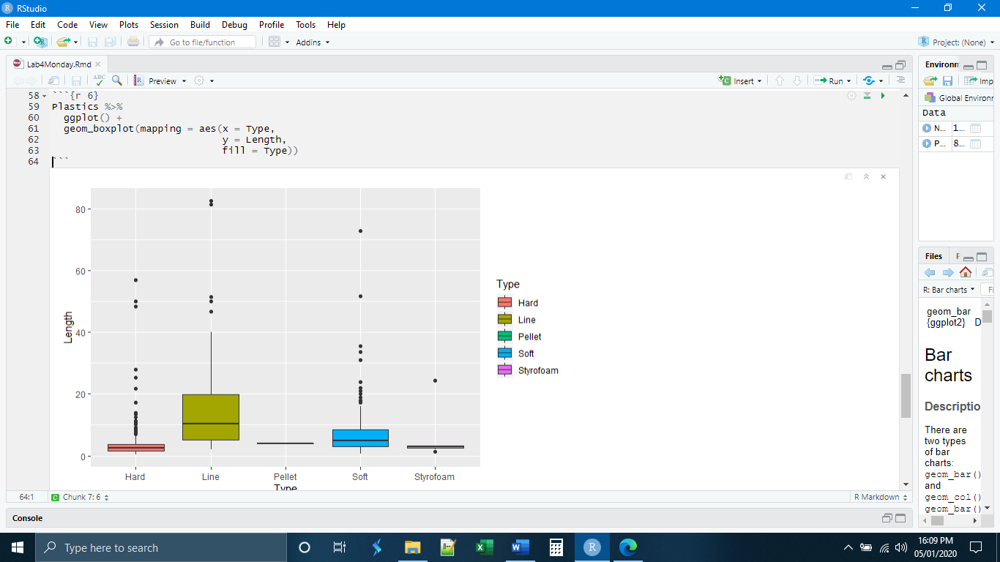 RStudio
File Edit Code View Plots Session Build Debug Profile Tools Help
Go to file/function Addins Project: (None)
Lab4Monday.Rmd
ABC Preview Insert Run
58 ```{r 6}
59 Plastics %>%
60 ggplot() +
61 geom_boxplot(mapping = aes(x = Type,
62 y = Length,
63 fill = Type))
64 ```
80
60
40
20
0
Length
Hard Line Pellet Soft Styrofoam
Type
Type
Hard
Line
Pellet
Soft
Styrofoam
64:1 Chunk 7: 6 R Markdown
Console
Environm
Imp
Global Environr
Data
N... 1...
P... 8...
Files F
R: Bar charts Fi
geom_bar
{ggplot2} D
Bar
charts
Descriptio
There are
two types
of bar
charts:
geom_bar()
and
geom_col()
geom_bar()
Type here to search
16:09 PM
05/01/2020